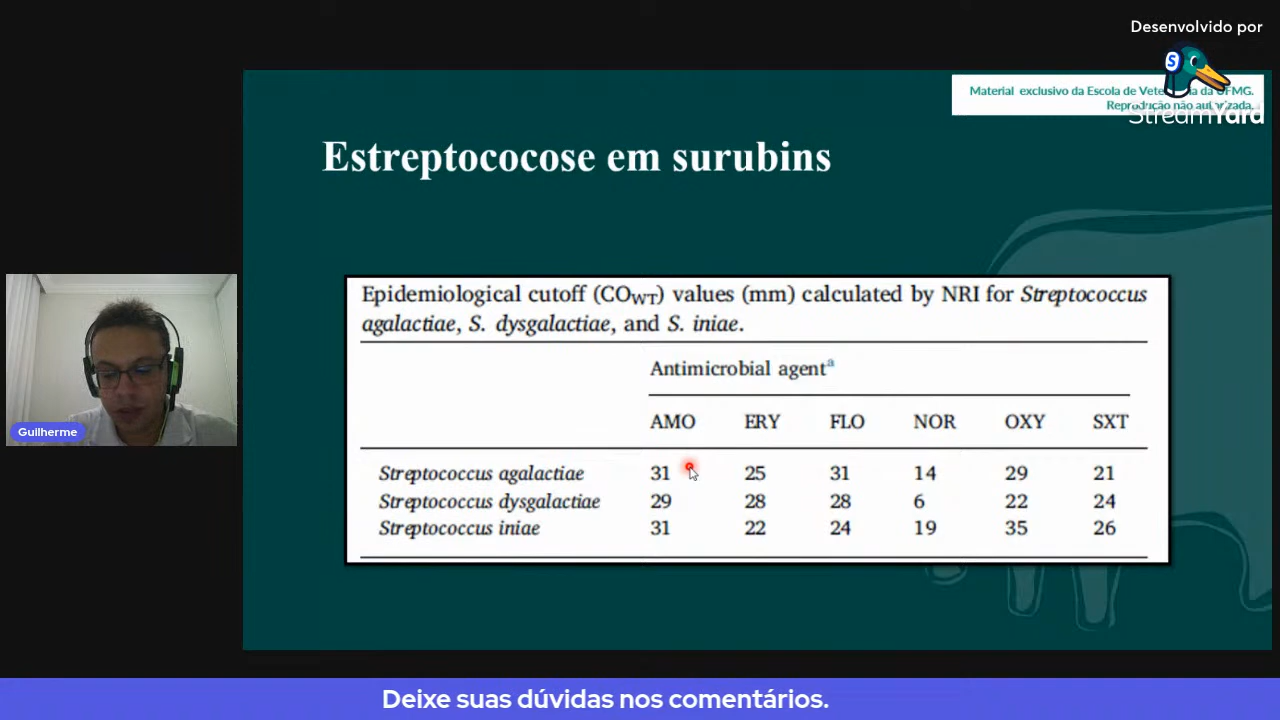 Desenvolvido por
S
StreamYard
Material exclusivo da Escola de Vete da UFMG.
Reprodução não autorizada.
Estreptococose em surubins
Epidemiological cutoff (COWT) values (mm) calculated by NRI for Streptococcus
agalactiae, S. dysgalactiae, and S. iniae.
Antimicrobial agentᵃ
AMO ERY FLO NOR OXY SXT
Streptococcus agalactiae 31 25 31 14 29 21
Streptococcus dysgalactiae 29 28 28 6 22 24
Streptococcus iniae 31 22 24 19 35 26
Guilherme
Deixe suas dúvidas nos comentários.